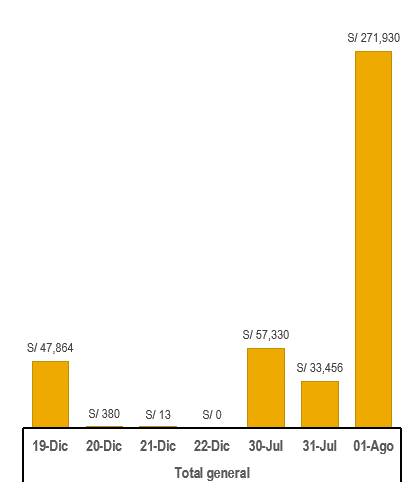 S/ 271,930
S/ 57,330
S/ 47,864
S/ 33,456
S/ 380
S/ 13
S/ 0
19-Dic 20-Dic 21-Dic 22-Dic 30-Jul 31-Jul 01-Ago
Total general